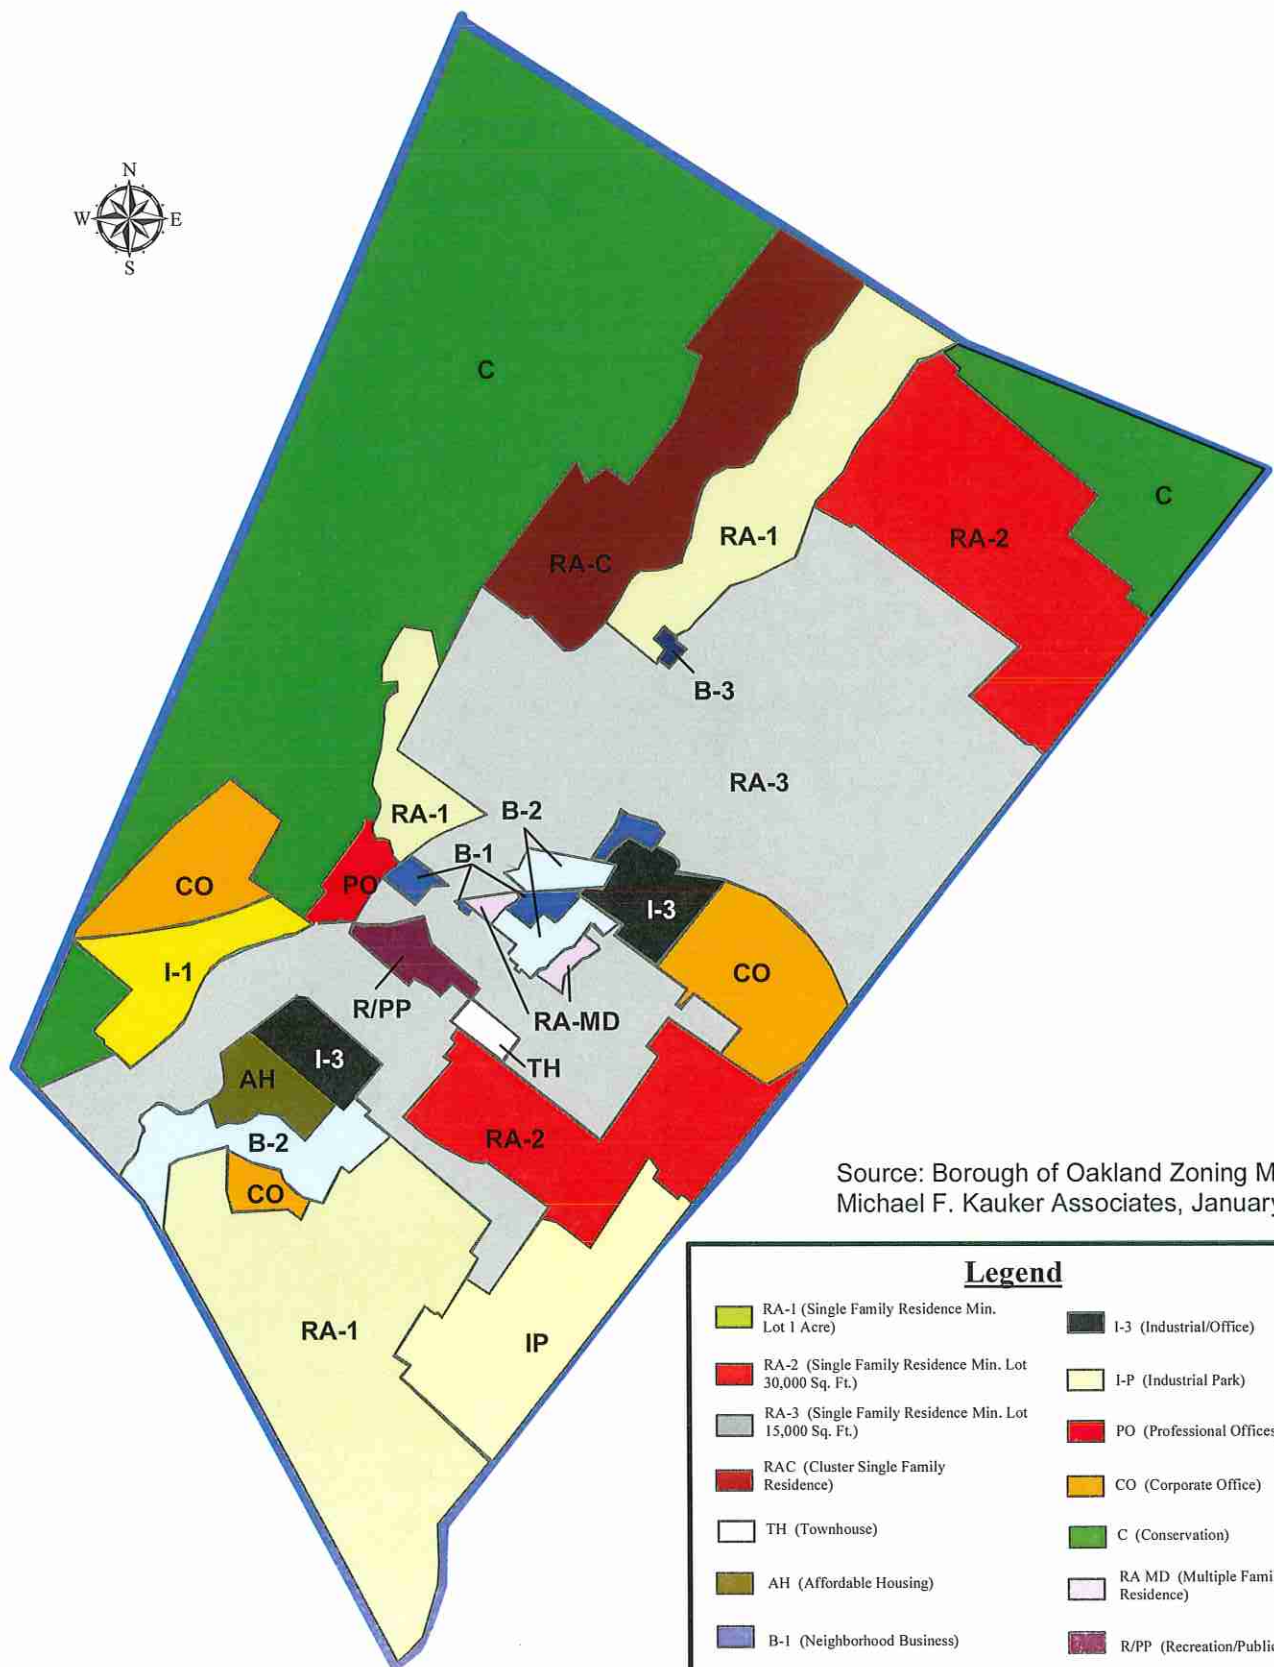 N
W E
S
C
C
RA-1
RA-2
RA-C
B-3
RA-3
RA-1
B-2
B-1
CO
PO
I-3
CO
I-1
R/PP
RA-MD
TH
I-3
AH
RA-2
B-2
CO
RA-1
IP
Source: Borough of Oakland Zoning
Michael F. Kauker Associates, January
Legend
RA-1 (Single Family Residence Min.
Lot 1 Acre)
RA-2 (Single Family Residence Min. Lot
30,000 Sq. Ft.)
RA-3 (Single Family Residence Min. Lot
15,000 Sq. Ft.)
RAC (Cluster Single Family
Residence)
TH (Townhouse)
AH (Affordable Housing)
B-1 (Neighborhood Business)
I-3 (Industrial/Office)
I-P (Industrial Park)
PO (Professional Offices
CO (Corporate Office)
C (Conservation)
RA MD (Multiple Fami
Residence)
R/PP (Recreation/Public